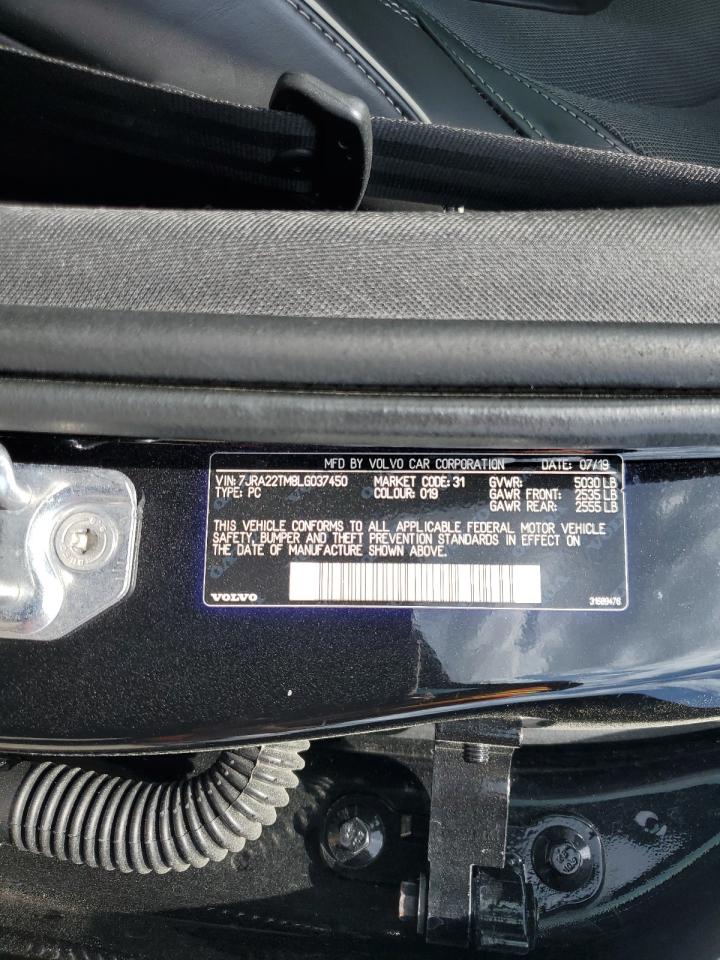 MFD BY VOLVO CAR CORPORATION DATE: 07/19
VIN: 7JRA22TM8LG037450 MARKET CODE: 31 GVWR: 5030 LB
TYPE: PC COLOUR: 019 GAWR FRONT: 2535 LB
GAWR REAR: 2555 LB
THIS VEHICLE CONFORMS TO ALL APPLICABLE FEDERAL MOTOR VEHICLE
SAFETY, BUMPER AND THEFT PREVENTION STANDARDS IN EFFECT ON
THE DATE OF MANUFACTURE SHOWN ABOVE.
VOLVO 31689476